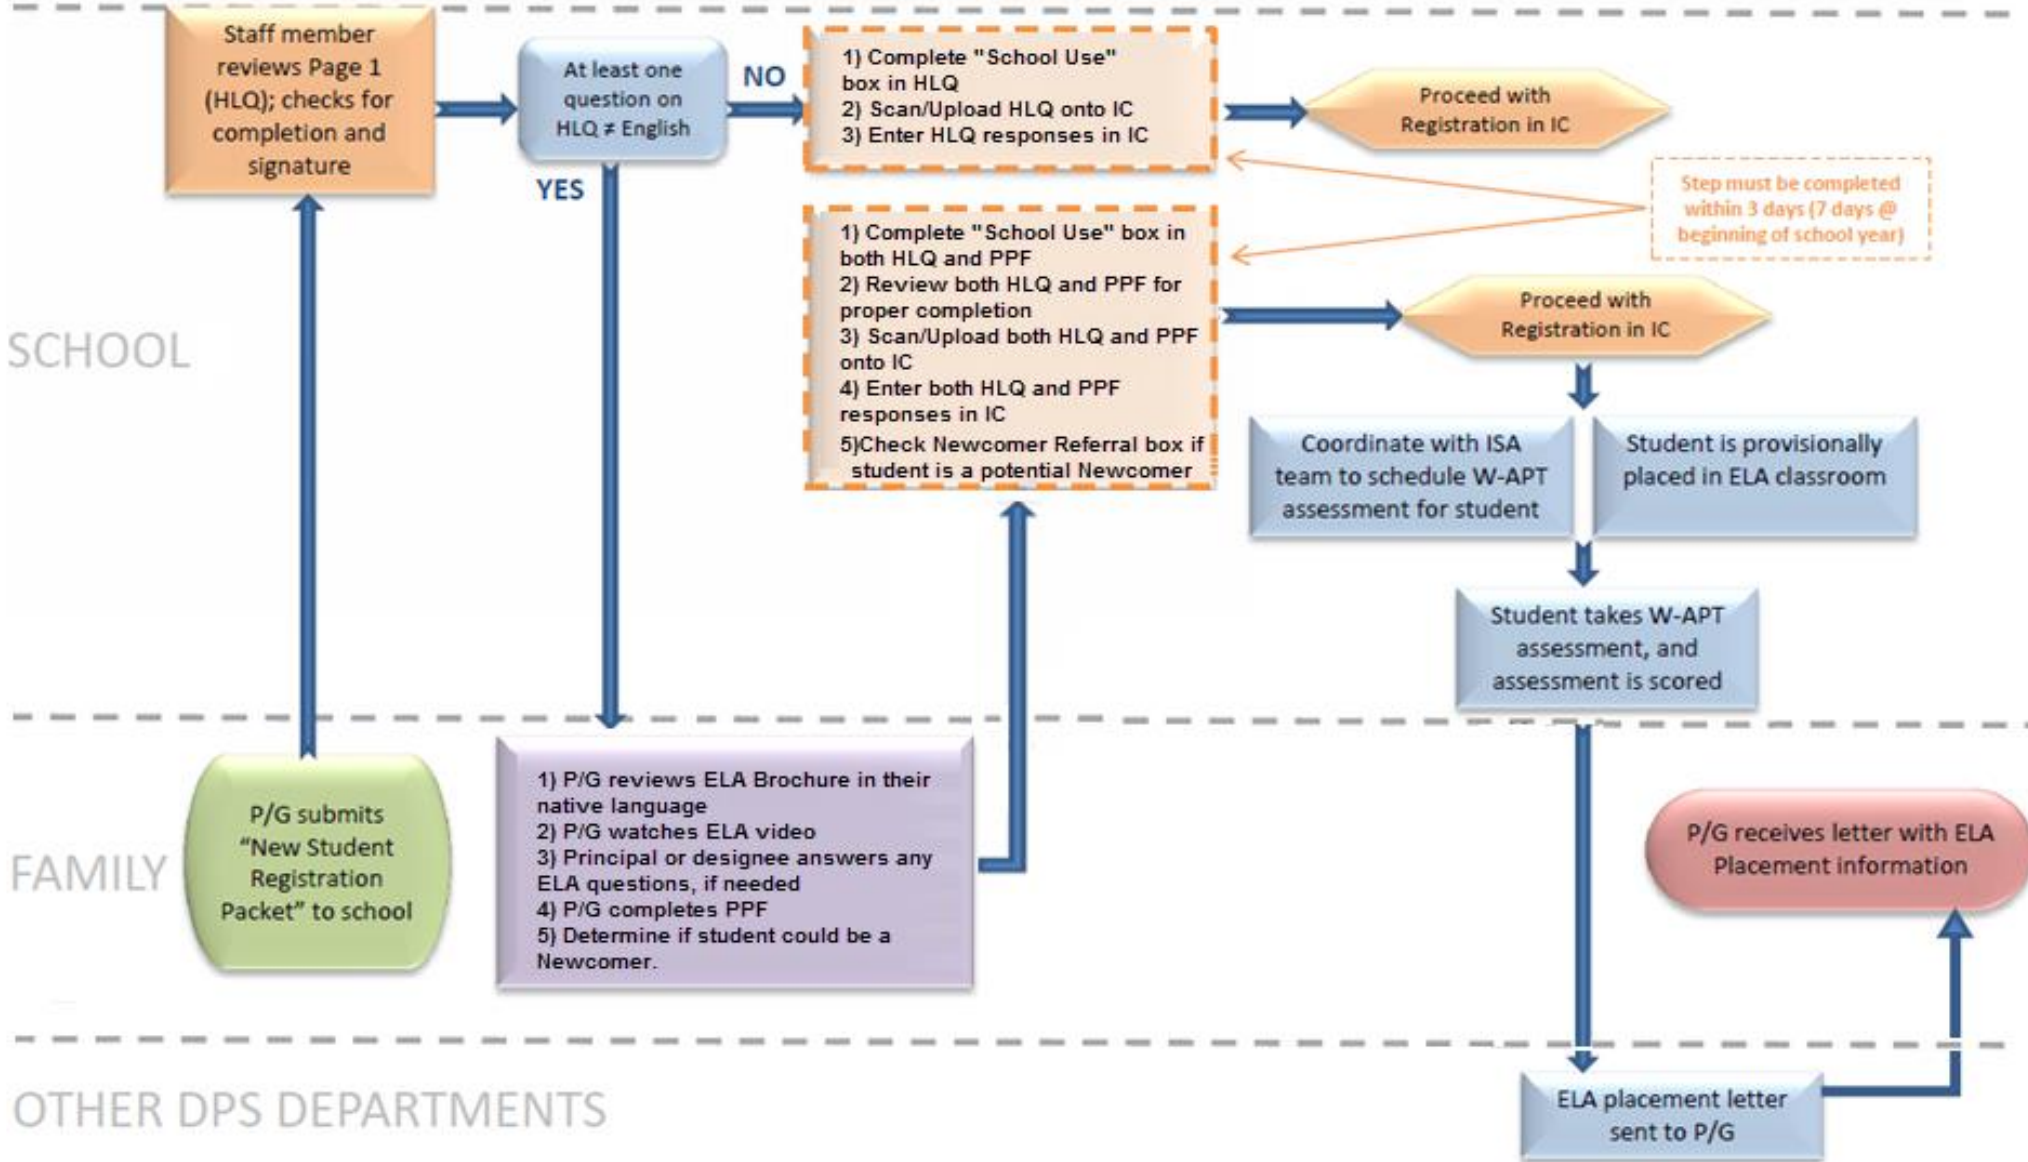 Staff member
reviews Page 1
(HLQ); checks for
completion and
signature
At least one
question on
HLQ ≠ English
NO
YES
1) Complete "School Use"
box in HLQ
2) Scan/Upload HLQ onto IC
3) Enter HLQ responses in IC
Proceed with
Registration in IC
Step must be completed
within 3 days (7 days @
beginning of school year)
1) Complete "School Use" box in
both HLQ and PPF
2) Review both HLQ and PPF for
proper completion
3) Scan/Upload both HLQ and PPF
onto IC
4) Enter both HLQ and PPF
responses in IC
5)Check Newcomer Referral box if
student is a potential Newcomer
Proceed with
Registration in IC
SCHOOL
Coordinate with ISA
team to schedule W-APT
assessment for student
Student is provisionally
placed in ELA classroom
Student takes W-APT
assessment, and
assessment is scored
FAMILY
P/G submits
“New Student
Registration
Packet” to school
1) P/G reviews ELA Brochure in their
native language
2) P/G watches ELA video
3) Principal or designee answers any
ELA questions, if needed
4) P/G completes PPF
5) Determine if student could be a
Newcomer.
P/G receives letter with ELA
Placement information
OTHER DPS DEPARTMENTS
ELA placement letter
sent to P/G